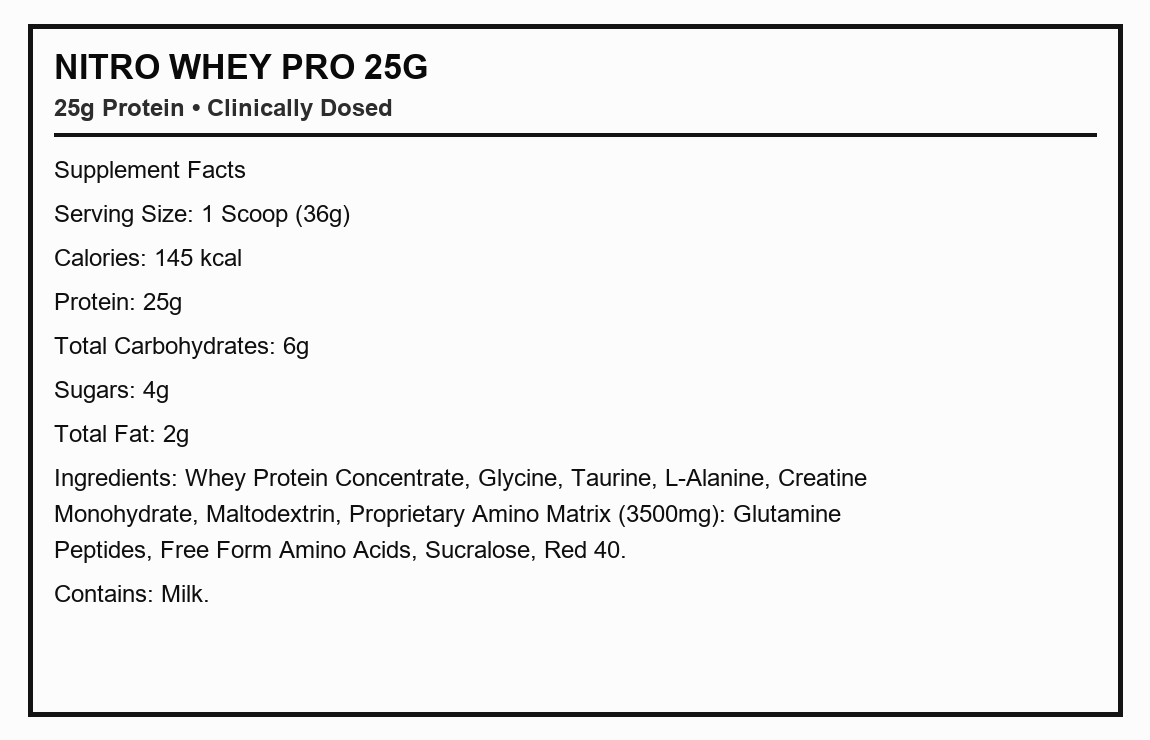 NITRO WHEY PRO 25G
25g Protein • Clinically Dosed
Supplement Facts
Serving Size: 1 Scoop (36g)
Calories: 145 kcal
Protein: 25g
Total Carbohydrates: 6g
Sugars: 4g
Total Fat: 2g
Ingredients: Whey Protein Concentrate, Glycine, Taurine, L-Alanine, Creatine
Monohydrate, Maltodextrin, Proprietary Amino Matrix (3500mg): Glutamine
Peptides, Free Form Amino Acids, Sucralose, Red 40.
Contains: Milk.